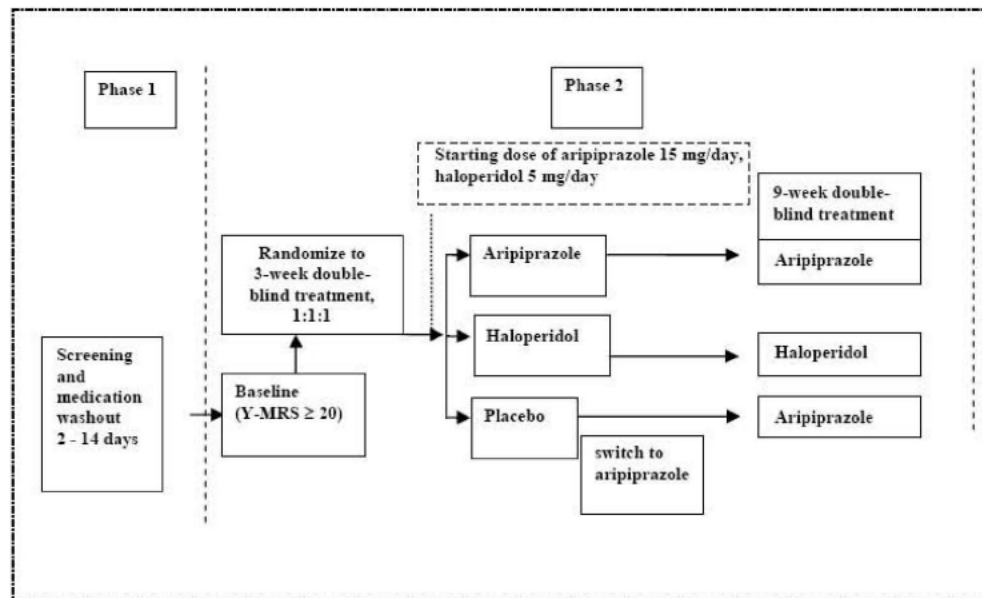 Phase 1
Phase 2
Starting dose of aripiprazole 15 mg/day,
haloperidol 5 mg/day
9-week double-
blind treatment
Randomize to
3-week double-
blind treatment,
1:1:1
Aripiprazole
Aripiprazole
Haloperidol
Haloperidol
Screening
and
medication
washout
2 - 14 days
Baseline
(Y-MRS ≥ 20)
Placebo
Aripiprazole
switch to
aripiprazole